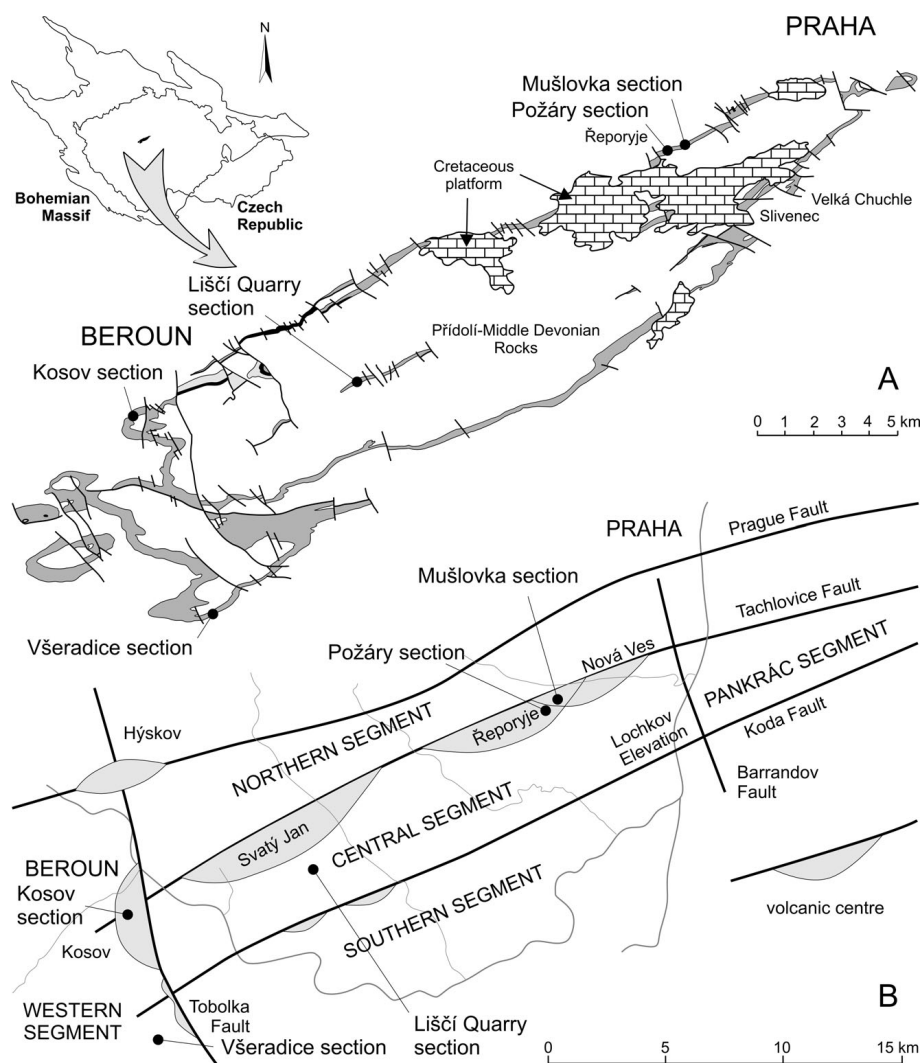 PRAHA
N
Mušlovka section
Požáry section
Řeporyje
Cretaceous
platform
Velká Chuchle
Slivenec
Bohemian
Massif
Czech
Republic
Liščí Quarry
section
BEROUN
Přídolí-Middle Devonian
Rocks
Kosov section
A
0 1 2 3 4 5 km
Všeradice section
PRAHA
Prague Fault
Mušlovka section
Tachlovice Fault
Požáry section
Nová Ves
PANKRÁC SEGMENT
Hýskov
NORTHERN SEGMENT
Řeporyje
Lochkov
Elevation
Koda Fault
Barrandov
Fault
Svatý Jan
CENTRAL SEGMENT
BEROUN
Kosov
section
SOUTHERN SEGMENT
volcanic centre
Kosov
WESTERN
SEGMENT
Tobolka
Fault
Všeradice section
Liščí Quarry
section
B
0 5 10 15 km